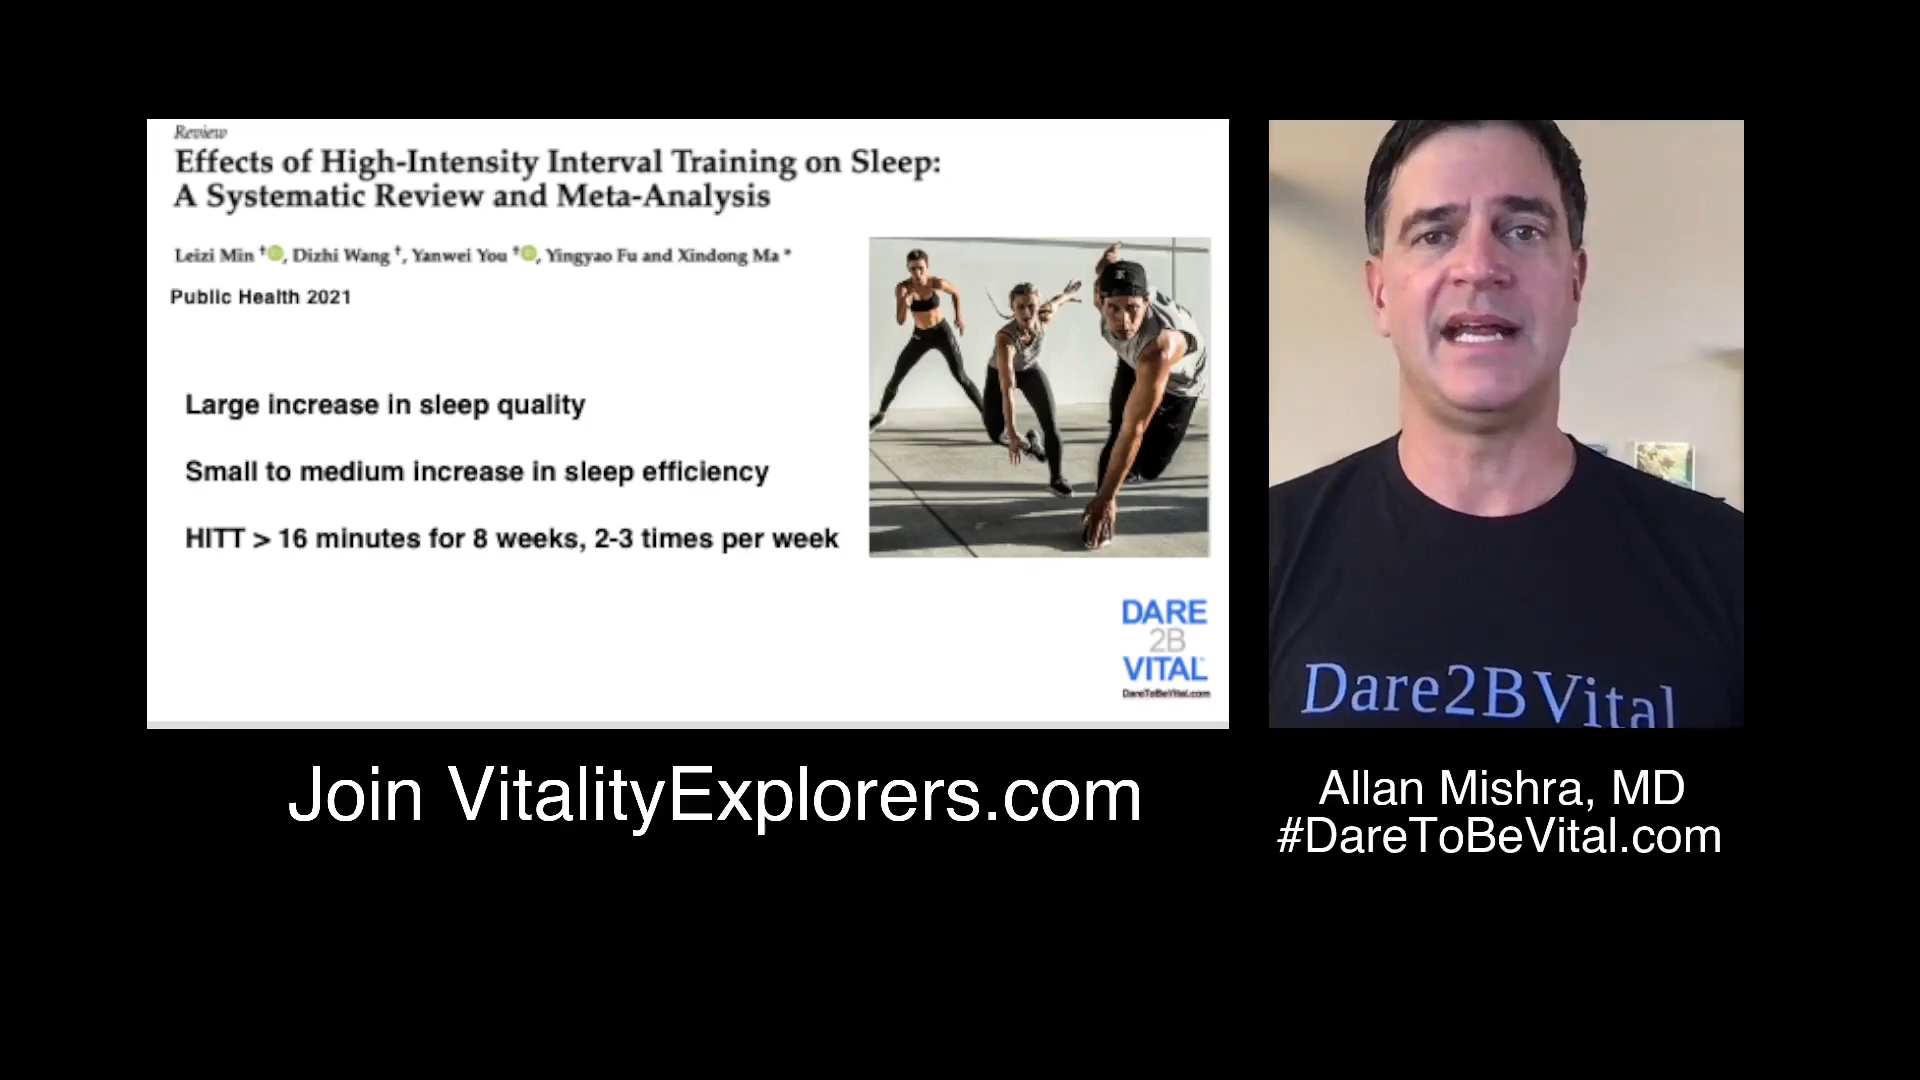 Review
Effects of High-Intensity Interval Training on Sleep:
A Systematic Review and Meta-Analysis
Leizi Min †, Dizhi Wang †, Yanwei You †, Yingyao Fu and Xindong Ma *
Public Health 2021
Large increase in sleep quality
Small to medium increase in sleep efficiency
HITT > 16 minutes for 8 weeks, 2-3 times per week
DARE
2B
VITAL
DareToBeVital.com
Dare2BVital
Join VitalityExplorers.com
Allan Mishra, MD
#DareToBeVital.com